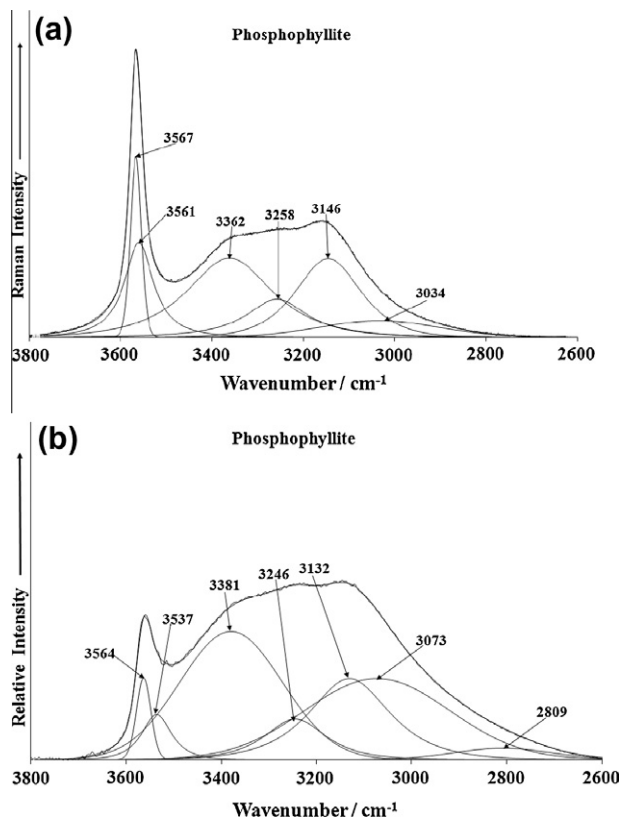 (a)
Phosphophyllite
3567
3561
3362
3258
3146
3034
Raman Intensity
3800 3600 3400 3200 3000 2800 2600
Wavenumber / cm-1
(b)
Phosphophyllite
3381
3246
3132
3537
3073
3564
2809
Relative Intensity
3800 3600 3400 3200 3000 2800 2600
Wavenumber / cm-1